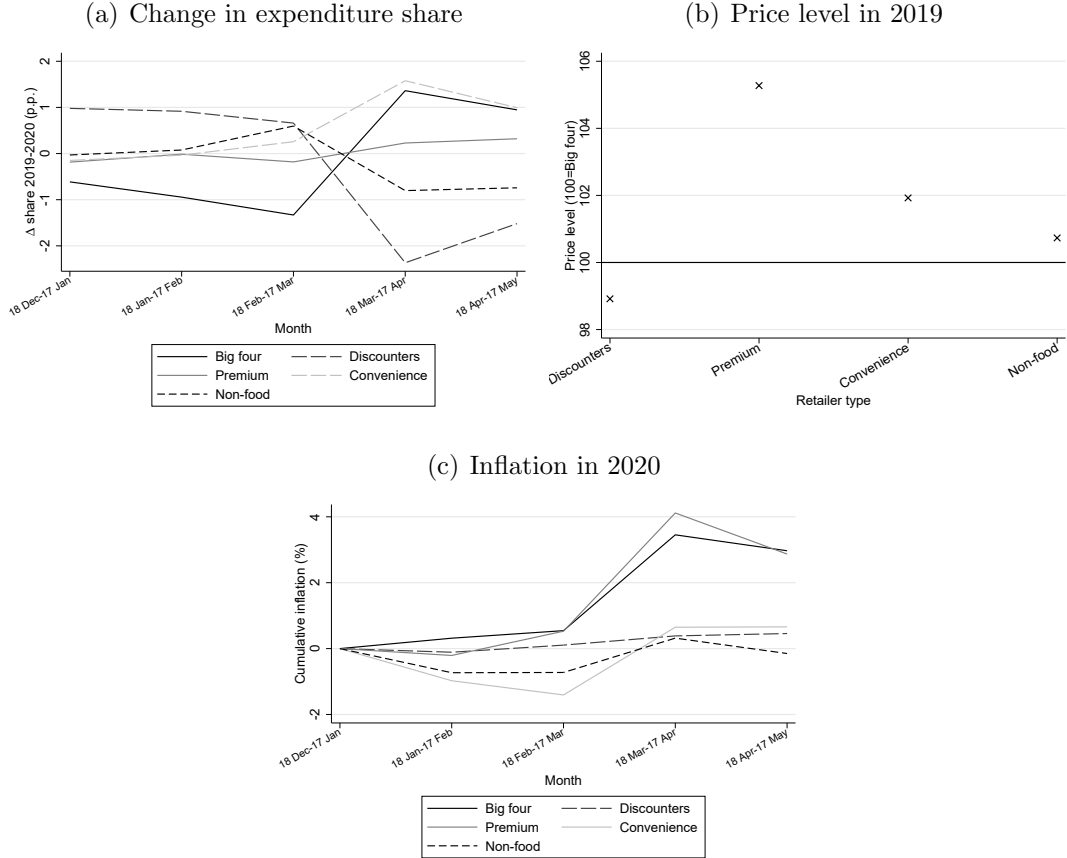 (a) Change in expenditure share
Δ share 2019-2020 (p.p.)
2
1
0
-1
-2
18 Dec-17 Jan
18 Jan-17 Feb
18 Feb-17 Mar
18 Mar-17 Apr
18 Apr-17 May
Month
Big four
Discounters
Premium
Convenience
Non-food
(b) Price level in 2019
Price level (100=Big four)
106
104
102
100
98
Discounters
Premium
Convenience
Non-food
Retailer type
(c) Inflation in 2020
Cumulative inflation (%)
4
2
0
-2
18 Dec-17 Jan
18 Jan-17 Feb
18 Feb-17 Mar
18 Mar-17 Apr
18 Apr-17 May
Month
Big four
Discounters
Premium
Convenience
Non-food